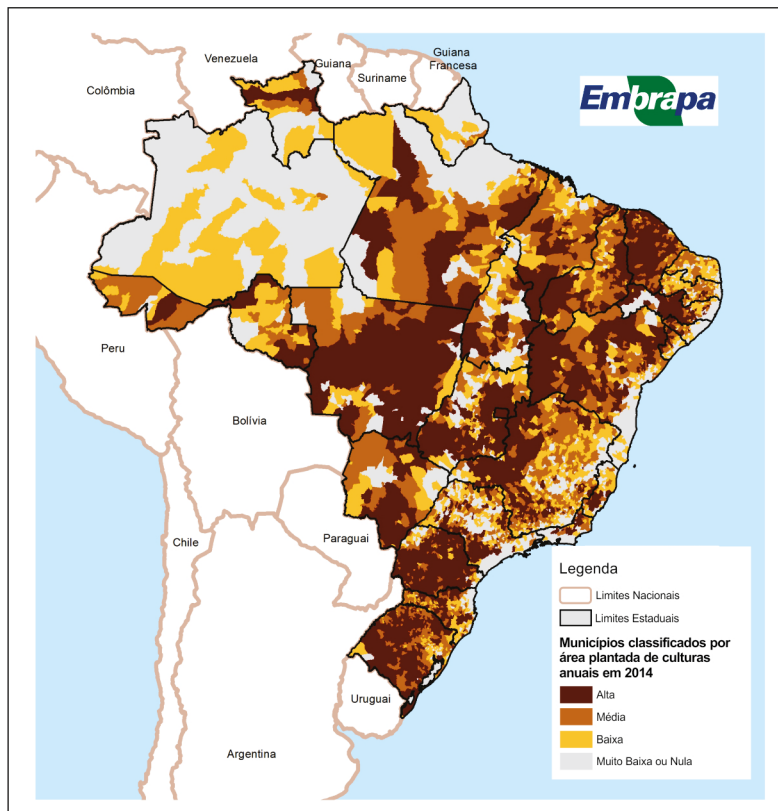 Venezuela
Guiana
Guiana
Francesa
Suriname
Colômbia
Embrapa
Peru
Bolívia
Paraguai
Chile
Uruguai
Argentina
Legenda
Limites Nacionais
Limites Estaduais
Municípios classificados por
área plantada de culturas
anuais em 2014
Alta
Média
Baixa
Muito Baixa ou Nula